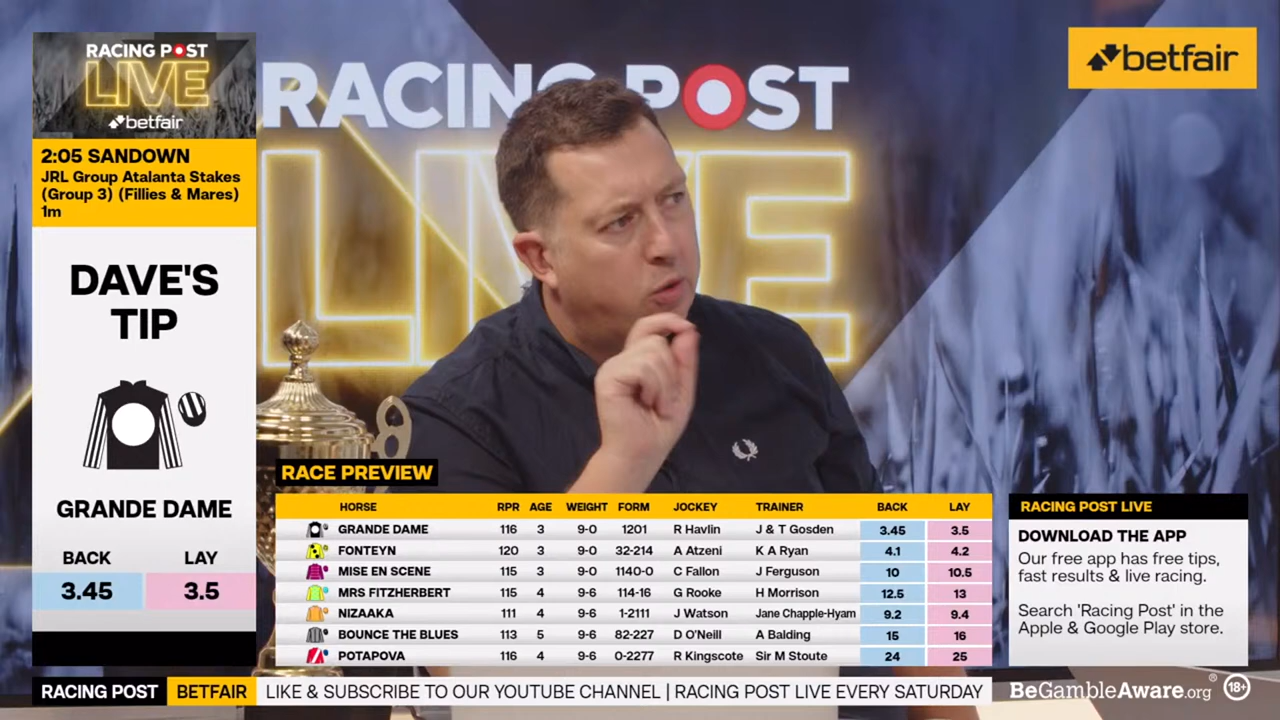 RACING POST
LIVE
betfair
2:05 SANDOWN
JRL Group Atalanta Stakes
(Group 3) (Fillies & Mares)
1m
DAVE'S
TIP
GRANDE DAME
BACK LAY
3.45 3.5
RACING POST
LIVE
betfair
RACE PREVIEW
HORSE RPR AGE WEIGHT FORM JOCKEY TRAINER BACK LAY
GRANDE DAME 116 3 9-0 1201 R Havlin J & T Gosden 3.45 3.5
FONTEYN 120 3 9-0 32-214 A Atzeni K A Ryan 4.1 4.2
MISE EN SCENE 115 3 9-0 1140-0 C Fallon J Ferguson 10 10.5
MRS FITZHERBERT 115 4 9-6 114-16 G Rooke H Morrison 12.5 13
NIZAAKA 111 4 9-6 1-2111 J Watson Jane Chapple-Hyam 9.2 9.4
BOUNCE THE BLUES 113 5 9-6 82-227 D O'Neill A Balding 15 16
POTAPOVA 116 4 9-6 0-2277 R Kingscote Sir M Stoute 24 25
RACING POST LIVE
DOWNLOAD THE APP
Our free app has free tips,
fast results & live racing.
Search 'Racing Post' in the
Apple & Google Play store.
RACING POST BETFAIR LIKE & SUBSCRIBE TO OUR YOUTUBE CHANNEL | RACING POST LIVE EVERY SATURDAY BeGambleAware.org® 18+